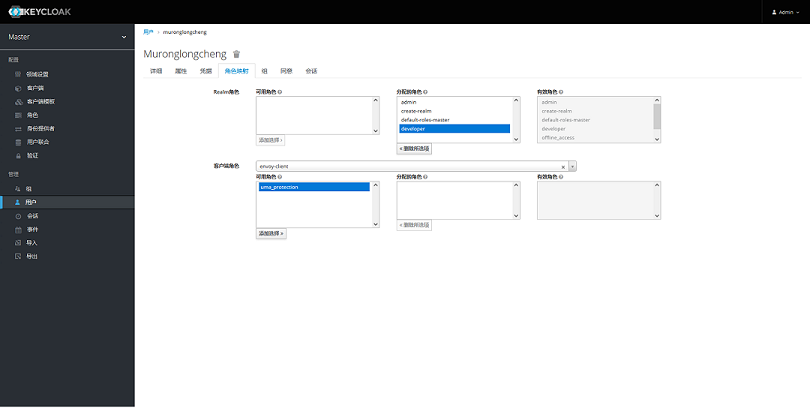 KEYCLOAK
Admin
Master
配置
领域设置
客户端
客户端模板
角色
身份提供者
用户联合
验证
管理
组
用户
会话
事件
导入
导出
用户 > muronglongcheng
Muronglongcheng
详细 属性 凭据 角色映射 组 同意 会话
Realm角色 可用角色 分配的角色 有效角色
admin
create-realm
default-roles-master
developer
admin
create-realm
default-roles-master
developer
offline_access
添加选择 ›
« 删除所选项
客户端角色 envoy-client
可用角色 分配的角色 有效角色
uma_protection
添加选择 »
« 删除所选项